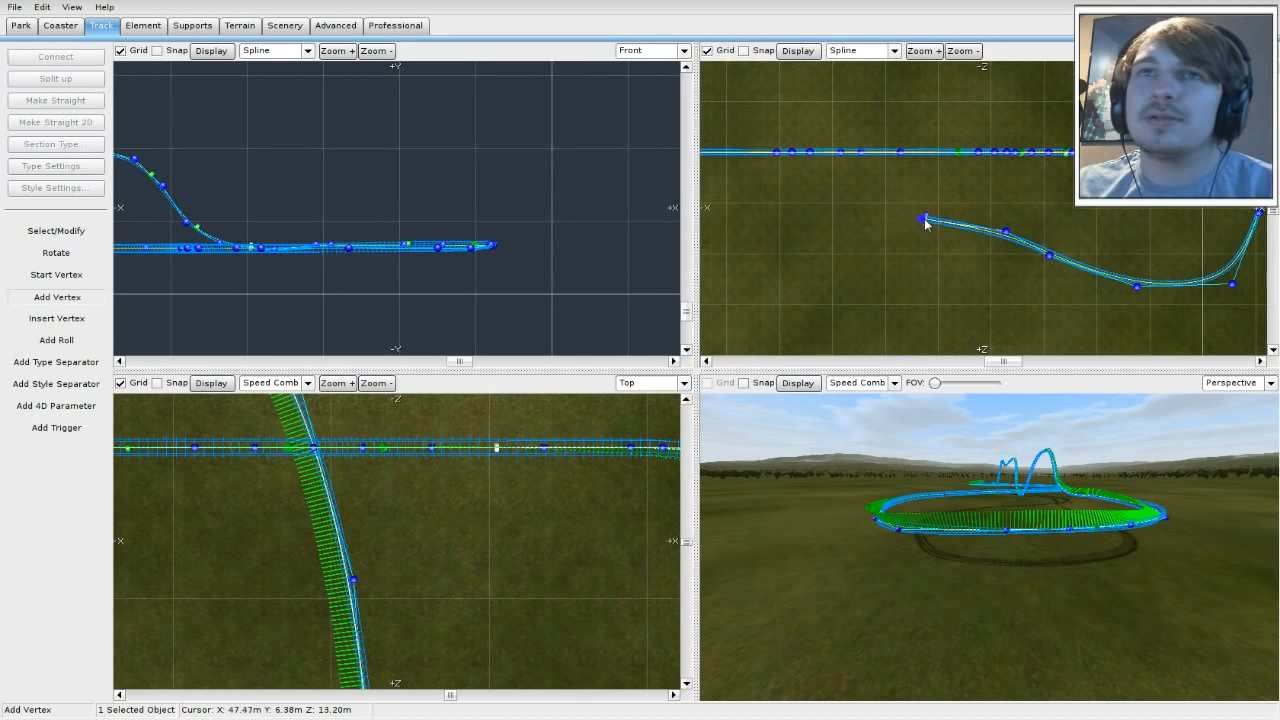 File Edit View Help
Park Coaster Track Element Supports Terrain Scenery Advanced Professional
Grid Snap Display Spline Zoom + Zoom - Front
Grid Snap Display Spline Zoom + Zoom -
Connect
Split up
Make Straight
Make Straight 2D
Section Type...
Type Settings...
Style Settings...
Select/Modify
Rotate
Start Vertex
Add Vertex
Insert Vertex
Add Roll
Add Type Separator
Add Style Separator
Add 4D Parameter
Add Trigger
+Y
-X
+X
-Y
-Z
-X
+Z
Grid Snap Display Speed Comb Zoom + Zoom - Top
Grid Snap Display Speed Comb FOV: Perspective
-Z
-X
+X
+Z
Add Vertex 1 Selected Object Cursor: X: 47.47m Y: 6.38m Z: 13.20m